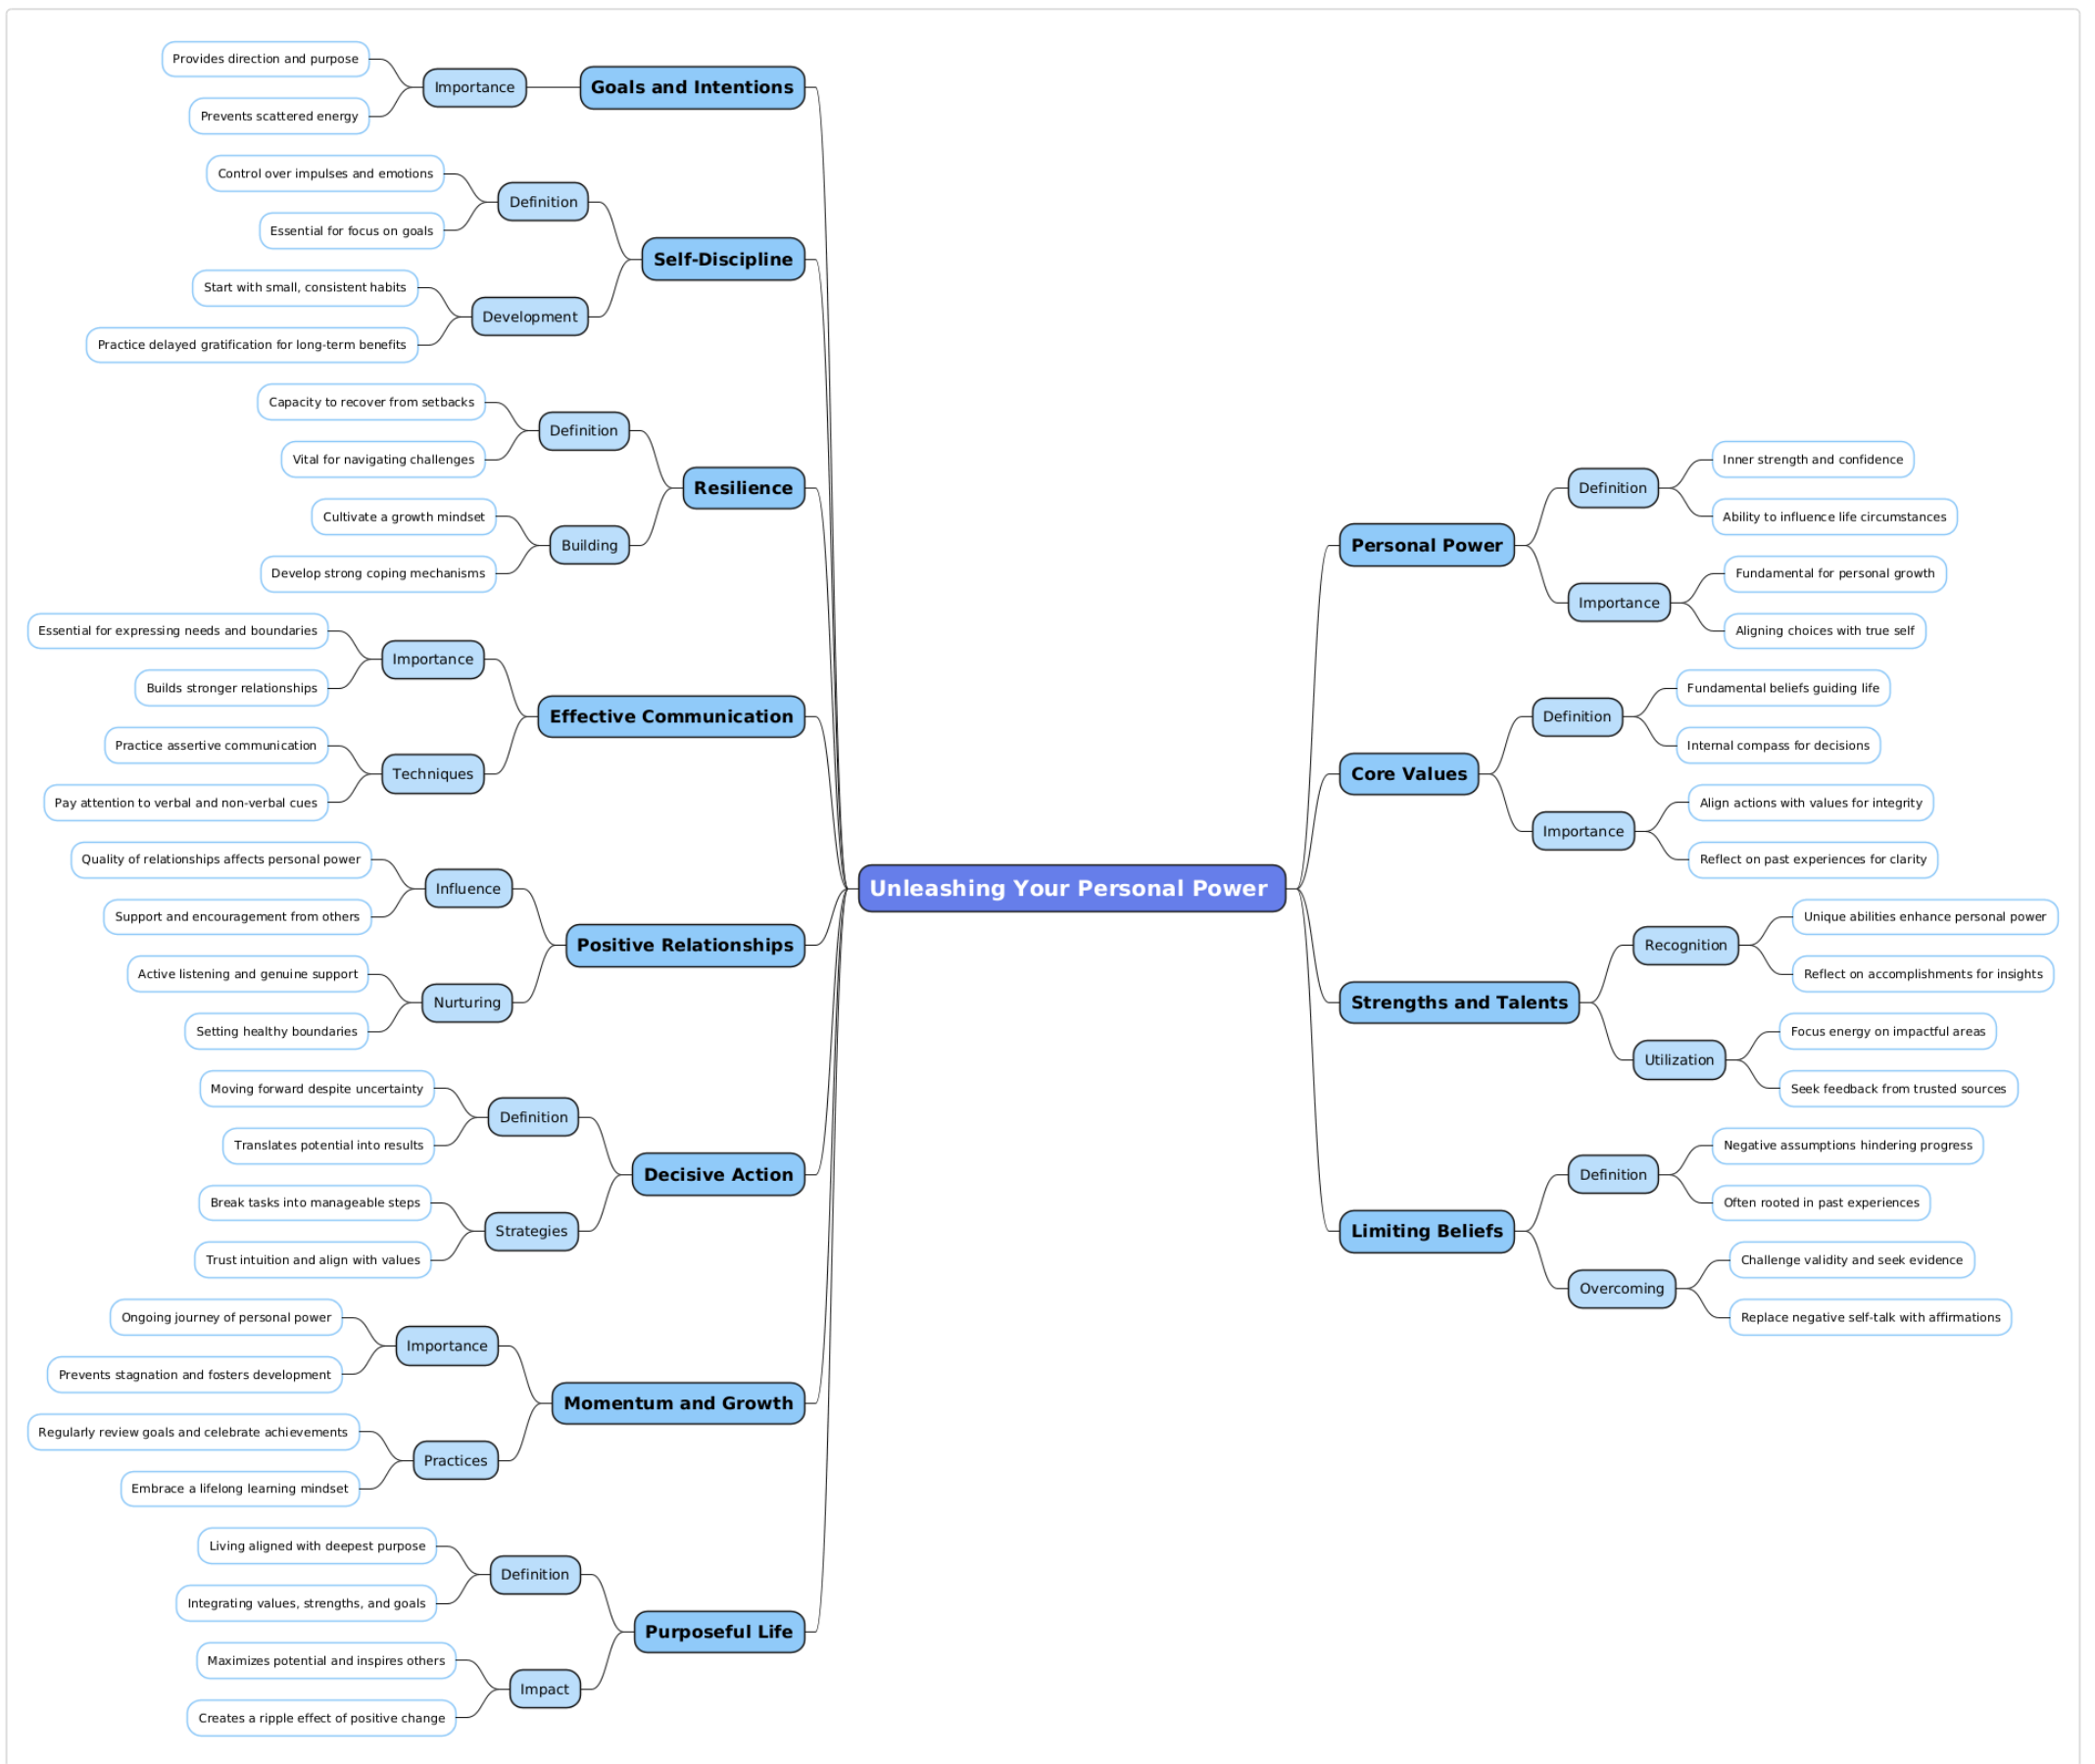 Unleashing Your Personal Power
Goals and Intentions
Importance
Provides direction and purpose
Prevents scattered energy
Self-Discipline
Definition
Control over impulses and emotions
Essential for focus on goals
Development
Start with small, consistent habits
Practice delayed gratification for long-term benefits
Resilience
Definition
Capacity to recover from setbacks
Vital for navigating challenges
Building
Cultivate a growth mindset
Develop strong coping mechanisms
Effective Communication
Importance
Essential for expressing needs and boundaries
Builds stronger relationships
Techniques
Practice assertive communication
Pay attention to verbal and non-verbal cues
Positive Relationships
Influence
Quality of relationships affects personal power
Support and encouragement from others
Nurturing
Active listening and genuine support
Setting healthy boundaries
Decisive Action
Definition
Moving forward despite uncertainty
Translates potential into results
Strategies
Break tasks into manageable steps
Trust intuition and align with values
Momentum and Growth
Importance
Ongoing journey of personal power
Prevents stagnation and fosters development
Practices
Regularly review goals and celebrate achievements
Embrace a lifelong learning mindset
Purposeful Life
Definition
Living aligned with deepest purpose
Integrating values, strengths, and goals
Impact
Maximizes potential and inspires others
Creates a ripple effect of positive change
Personal Power
Definition
Inner strength and confidence
Ability to influence life circumstances
Importance
Fundamental for personal growth
Aligning choices with true self
Core Values
Definition
Fundamental beliefs guiding life
Internal compass for decisions
Importance
Align actions with values for integrity
Reflect on past experiences for clarity
Strengths and Talents
Recognition
Unique abilities enhance personal power
Reflect on accomplishments for insights
Utilization
Focus energy on impactful areas
Seek feedback from trusted sources
Limiting Beliefs
Definition
Negative assumptions hindering progress
Often rooted in past experiences
Overcoming
Challenge validity and seek evidence
Replace negative self-talk with affirmations